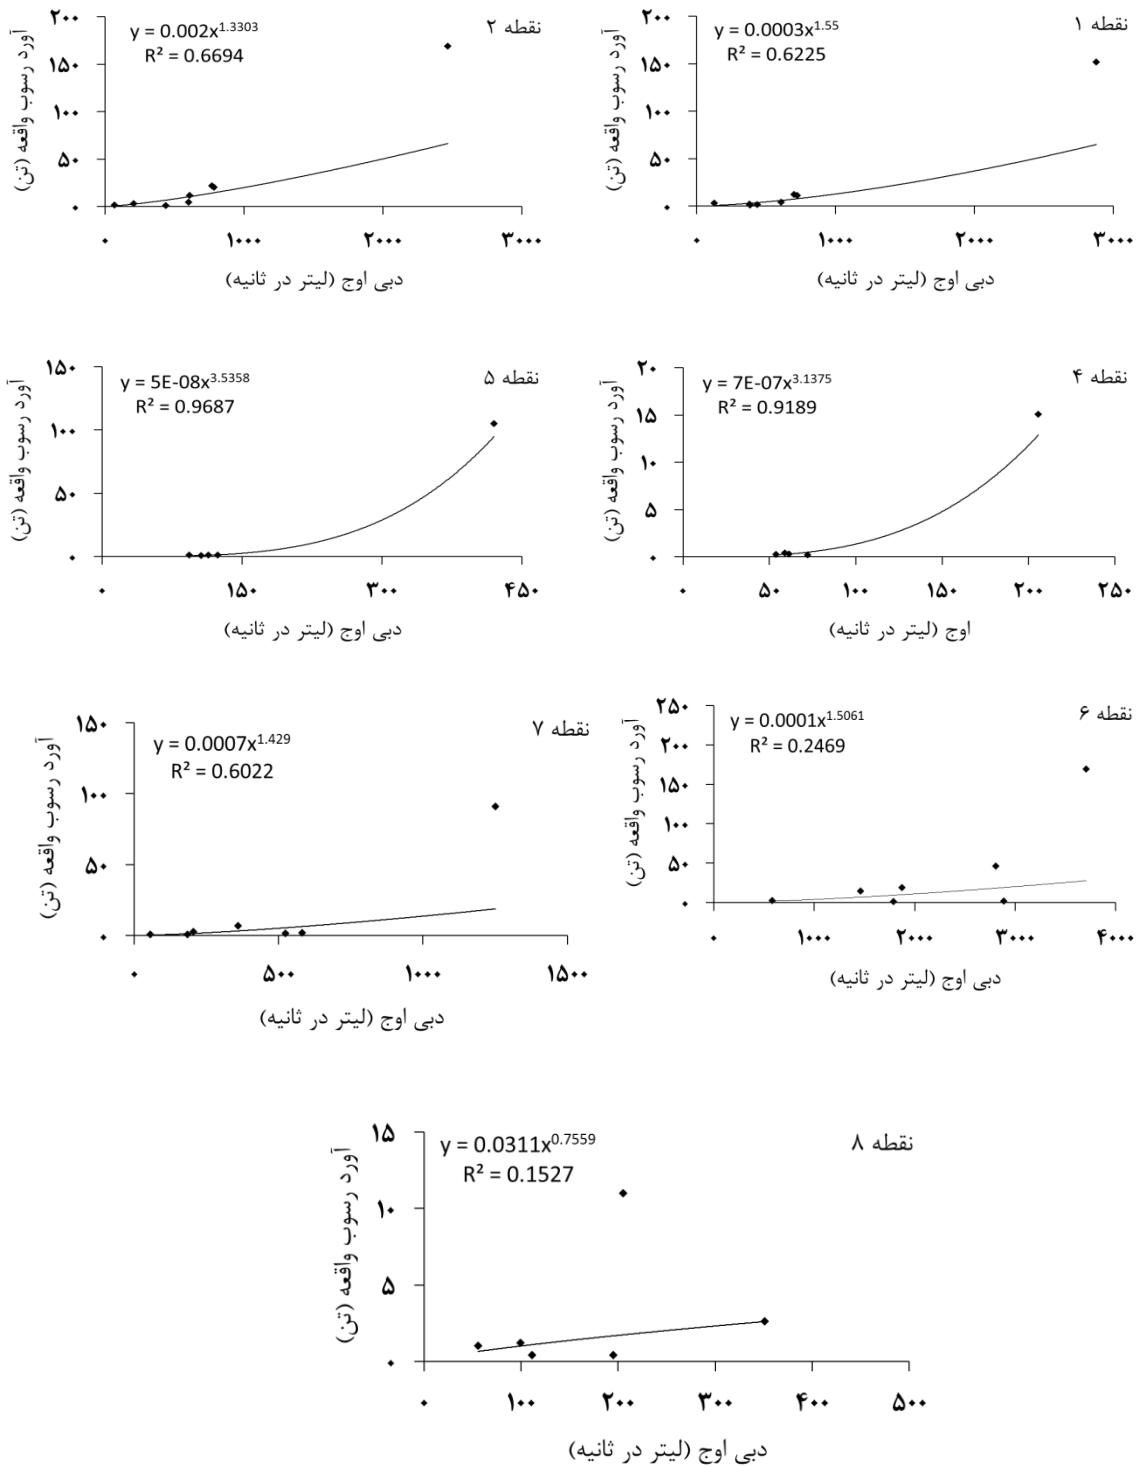 نقطه ۱
y = 0.0003x^1.55
R² = 0.6225
آورد رسوب واقعه (تن)
۲۰۰
۱۵۰
۱۰۰
۵۰
۰
۰ ۱۰۰۰ ۲۰۰۰ ۳۰۰۰
دبی اوج (لیتر در ثانیه)
نقطه ۲
y = 0.002x^1.3303
R² = 0.6694
آورد رسوب واقعه (تن)
۲۰۰
۱۵۰
۱۰۰
۵۰
۰
۰ ۱۰۰۰ ۲۰۰۰ ۳۰۰۰
دبی اوج (لیتر در ثانیه)
نقطه ۴
y = 7E-07x^3.1375
R² = 0.9189
آورد رسوب واقعه (تن)
۲۰
۱۵
۱۰
۵
۰
۰ ۵۰ ۱۰۰ ۱۵۰ ۲۰۰ ۲۵۰
اوج (لیتر در ثانیه)
نقطه ۵
y = 5E-08x^3.5358
R² = 0.9687
آورد رسوب واقعه (تن)
۱۵۰
۱۰۰
۵۰
۰
۰ ۱۵۰ ۳۰۰ ۴۵۰
دبی اوج (لیتر در ثانیه)
نقطه ۶
y = 0.0001x^1.5061
R² = 0.2469
آورد رسوب واقعه (تن)
۲۵۰
۲۰۰
۱۵۰
۱۰۰
۵۰
۰
۰ ۱۰۰۰ ۲۰۰۰ ۳۰۰۰ ۴۰۰۰
دبی اوج (لیتر در ثانیه)
نقطه ۷
y = 0.0007x^1.429
R² = 0.6022
آورد رسوب واقعه (تن)
۱۵۰
۱۰۰
۵۰
۰
۰ ۵۰۰ ۱۰۰۰ ۱۵۰۰
دبی اوج (لیتر در ثانیه)
نقطه ۸
y = 0.0311x^0.7559
R² = 0.1527
آورد رسوب واقعه (تن)
۱۵
۱۰
۵
۰
۰ ۱۰۰ ۲۰۰ ۳۰۰ ۴۰۰ ۵۰۰
دبی اوج (لیتر در ثانیه)